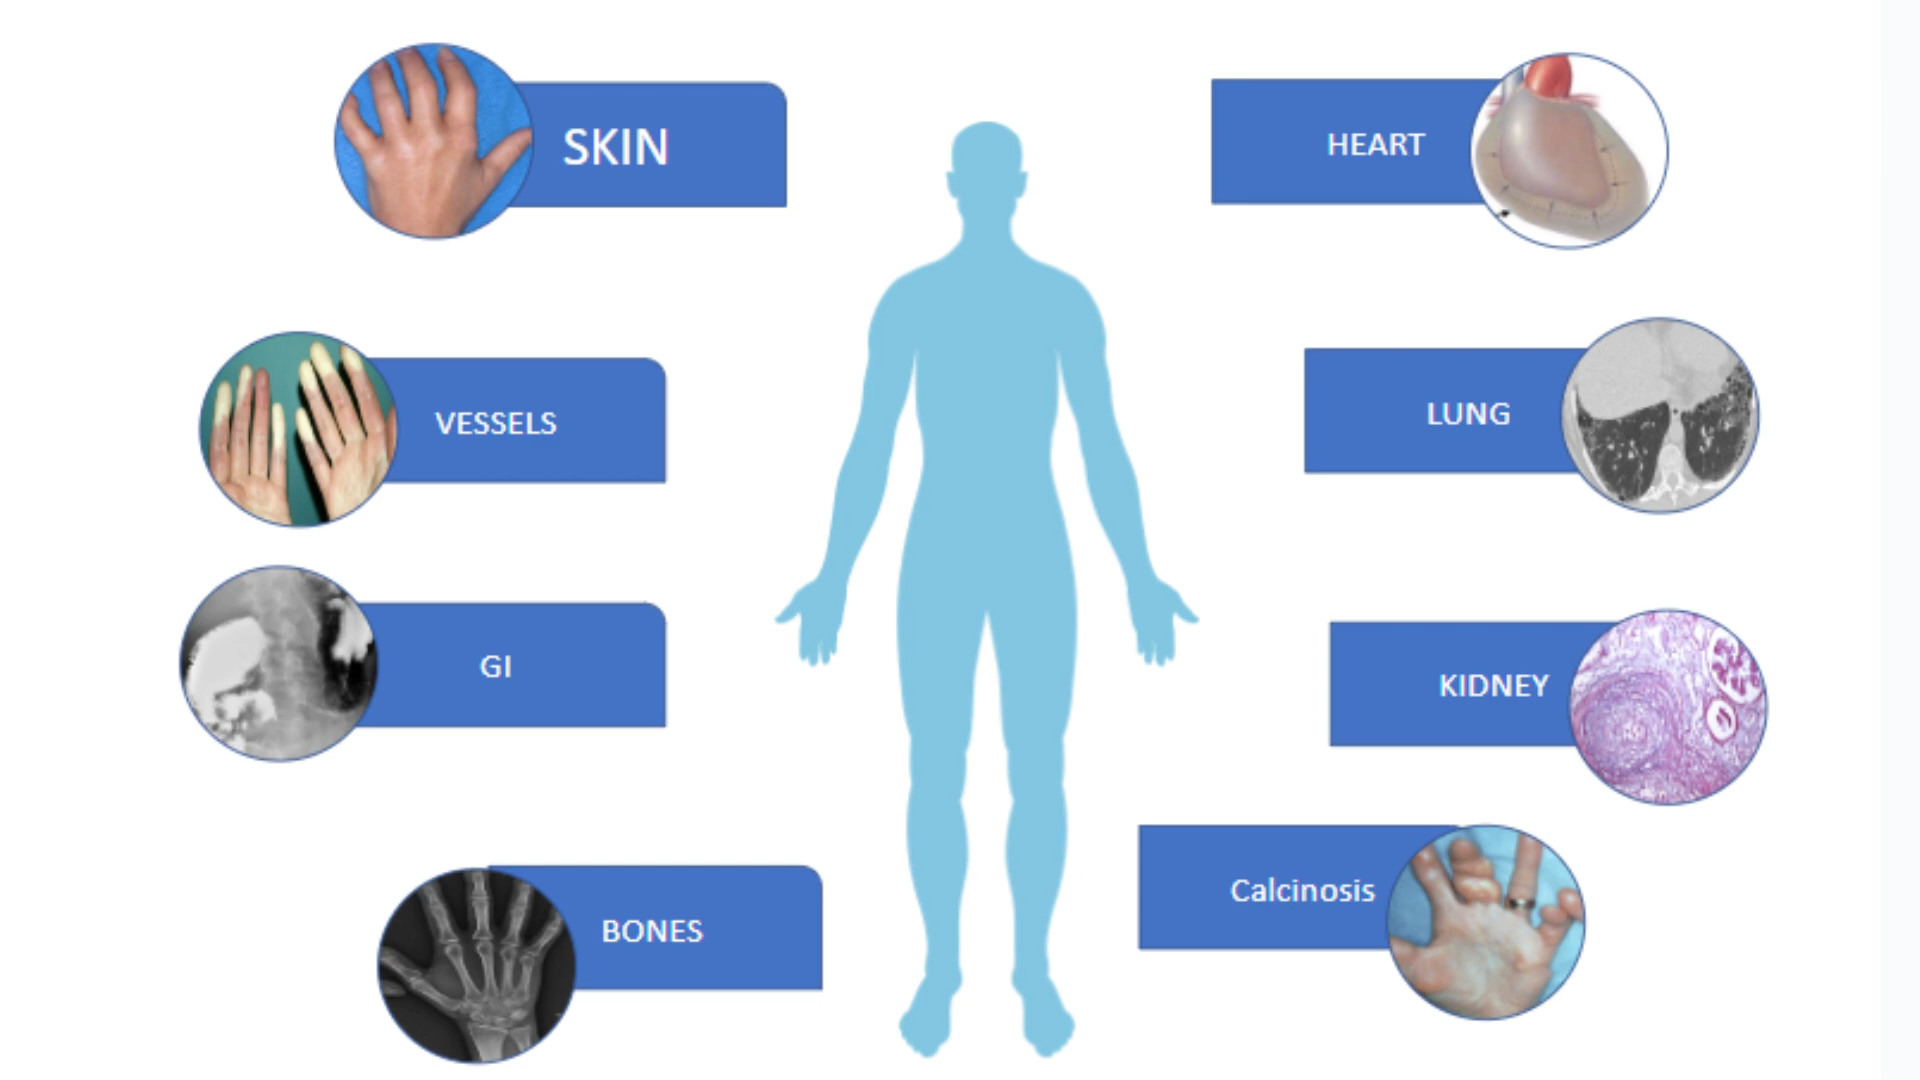 SKIN
HEART
VESSELS
LUNG
GI
KIDNEY
BONES
Calcinosis